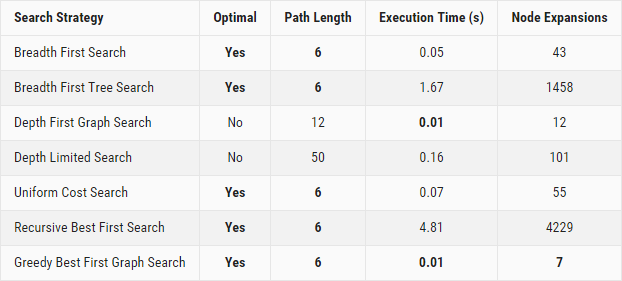 Search Strategy Optimal Path Length Execution Time (s) Node Expansions
Breadth First Search Yes 6 0.05 43
Breadth First Tree Search Yes 6 1.67 1458
Depth First Graph Search No 12 0.01 12
Depth Limited Search No 50 0.16 101
Uniform Cost Search Yes 6 0.07 55
Recursive Best First Search Yes 6 4.81 4229
Greedy Best First Graph Search Yes 6 0.01 7